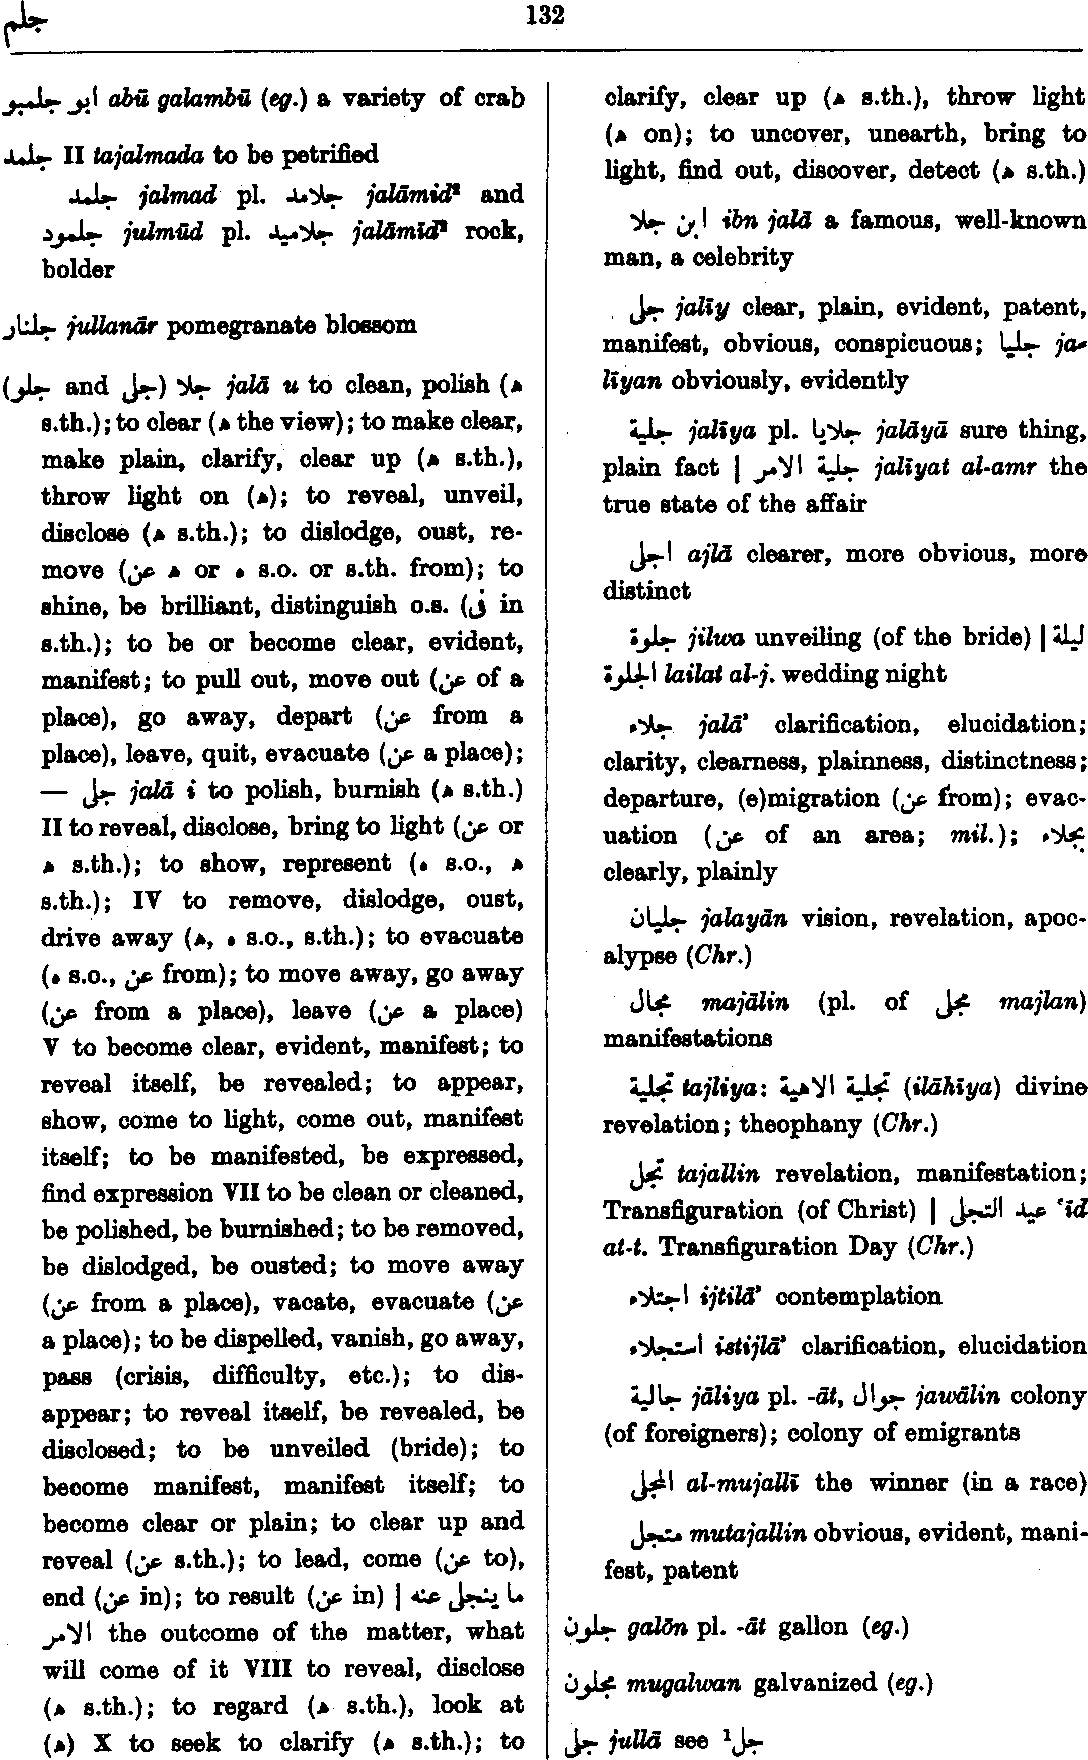 جلم
132
ابو جلمبو abū galambū (eg.) a variety of crab
جلمد II tajalmada to be petrified
جلمد jalmad pl. جلامد jalāmid² and
جلمود julmūd pl. جلاميد jalāmīd² rock,
bolder
جلنار jullanār pomegranate blossom
(جلو and جلى) جلا jalā u to clean, polish (ه
s.th.); to clear (ه the view); to make clear,
make plain, clarify, clear up (ه s.th.),
throw light on (ه); to reveal, unveil,
disclose (ه s.th.); to dislodge, oust, re-
move (عن ه or ه s.o. or s.th. from); to
shine, be brilliant, distinguish o.s. (فى in
s.th.); to be or become clear, evident,
manifest; to pull out, move out (عن of a
place), go away, depart (عن from a
place), leave, quit, evacuate (عن a place);
— جلى jalā i to polish, burnish (ه s.th.)
II to reveal, disclose, bring to light (عن or
ه s.th.); to show, represent (ه s.o., ه
s.th.); IV to remove, dislodge, oust,
drive away (ه, ه s.o., s.th.); to evacuate
(ه s.o., عن from); to move away, go away
(عن from a place), leave (عن a place)
V to become clear, evident, manifest; to
reveal itself, be revealed; to appear,
show, come to light, come out, manifest
itself; to be manifested, be expressed,
find expression VII to be clean or cleaned,
be polished, be burnished; to be removed,
be dislodged, be ousted; to move away
(عن from a place), vacate, evacuate (عن
a place); to be dispelled, vanish, go away,
pass (crisis, difficulty, etc.); to dis-
appear; to reveal itself, be revealed, be
disclosed; to be unveiled (bride); to
become manifest, manifest itself; to
become clear or plain; to clear up and
reveal (عن s.th.); to lead, come (عن to),
end (عن in); to result (عن in) | ما ينجلى عنه
الامر the outcome of the matter, what
will come of it VIII to reveal, disclose
(ه s.th.); to regard (ه s.th.), look at
(ه) X to seek to clarify (ه s.th.); to
clarify, clear up (ه s.th.), throw light
(ه on); to uncover, unearth, bring to
light, find out, discover, detect (ه s.th.)
ابن جلا ibn jalā a famous, well-known
man, a celebrity
جلى jalīy clear, plain, evident, patent,
manifest, obvious, conspicuous; جليا ja-
līyan obviously, evidently
جلية jalīya pl. جلايا jalāyā sure thing,
plain fact | جلية الامر jalīyat al-amr the
true state of the affair
اجلى ajlā clearer, more obvious, more
distinct
جلوة jilwa unveiling (of the bride) | ليلة
الجلوة lailat al-j. wedding night
جلاء jalā’ clarification, elucidation;
clarity, clearness, plainness, distinctness;
departure, (e)migration (عن from); evac-
uation (عن of an area; mil.); بجلاء
clearly, plainly
جليان jalayān vision, revelation, apoc-
alypse (Chr.)
مجال majālin (pl. of مجلى majlan)
manifestations
تجلية tajliya: تجلية الاهية (ilāhīya) divine
revelation; theophany (Chr.)
تجل tajallin revelation, manifestation;
Transfiguration (of Christ) | عيد التجلى ‘īd
at-t. Transfiguration Day (Chr.)
اجتلاء ijtilā’ contemplation
استجلاء istijlā’ clarification, elucidation
جالية jāliya pl. -āt, جوال jawālin colony
(of foreigners); colony of emigrants
المجلى al-mujallī the winner (in a race)
متجل mutajallin obvious, evident, mani-
fest, patent
جلون galōn pl. -āt gallon (eg.)
مجلون mugalwan galvanized (eg.)
جلى jullā see ¹جل